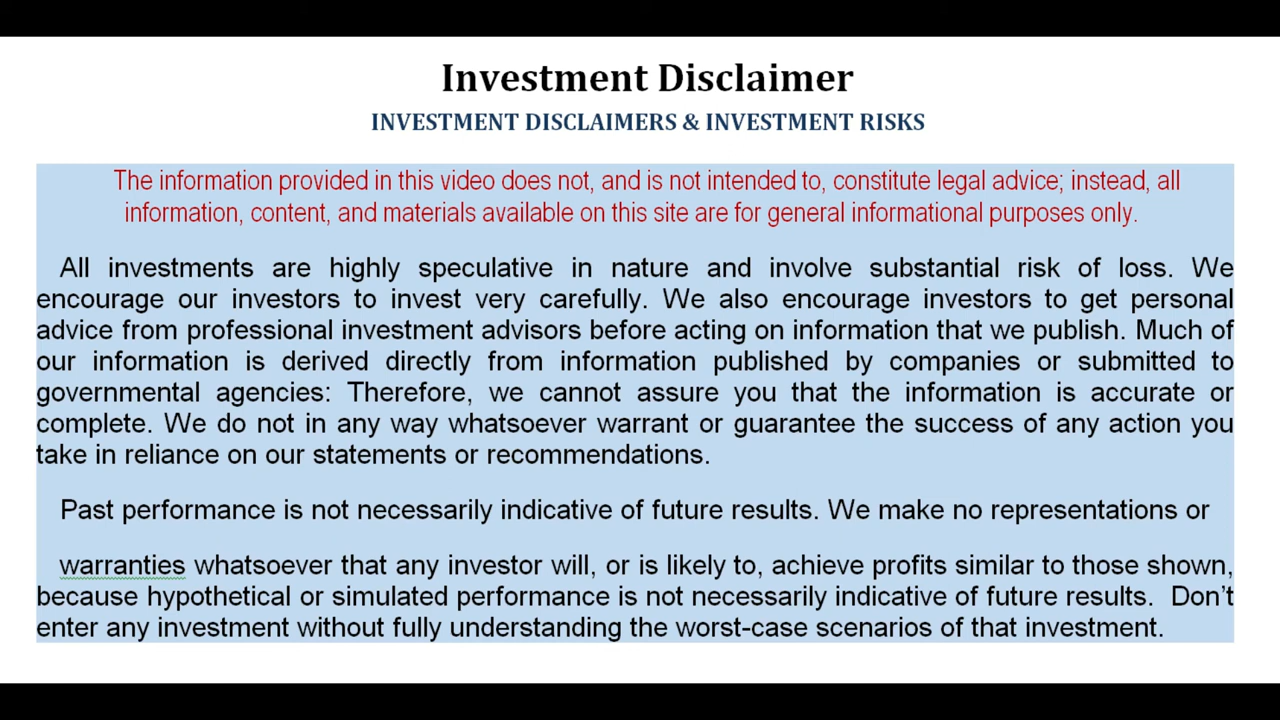 Investment Disclaimer
INVESTMENT DISCLAIMERS & INVESTMENT RISKS
The information provided in this video does not, and is not intended to, constitute legal advice; instead, all
information, content, and materials available on this site are for general informational purposes only.
All investments are highly speculative in nature and involve substantial risk of loss. We
encourage our investors to invest very carefully. We also encourage investors to get personal
advice from professional investment advisors before acting on information that we publish. Much of
our information is derived directly from information published by companies or submitted to
governmental agencies: Therefore, we cannot assure you that the information is accurate or
complete. We do not in any way whatsoever warrant or guarantee the success of any action you
take in reliance on our statements or recommendations.
Past performance is not necessarily indicative of future results. We make no representations or
warranties whatsoever that any investor will, or is likely to, achieve profits similar to those shown,
because hypothetical or simulated performance is not necessarily indicative of future results.  Don’t
enter any investment without fully understanding the worst-case scenarios of that investment.